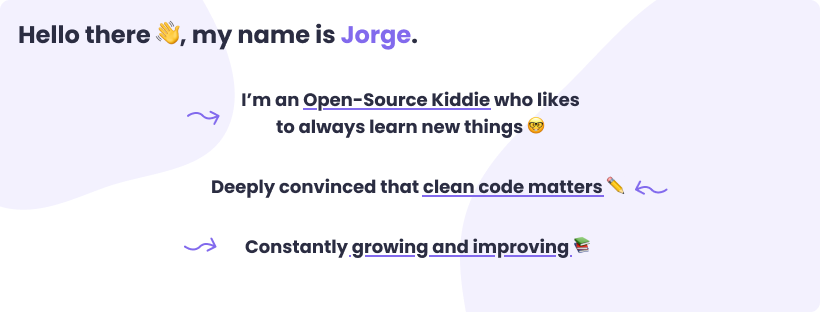 Hello there 👋, my name is Jorge.
I’m an Open-Source Kiddie who likes
to always learn new things 🤓
Deeply convinced that clean code matters ✏️
Constantly growing and improving 📚